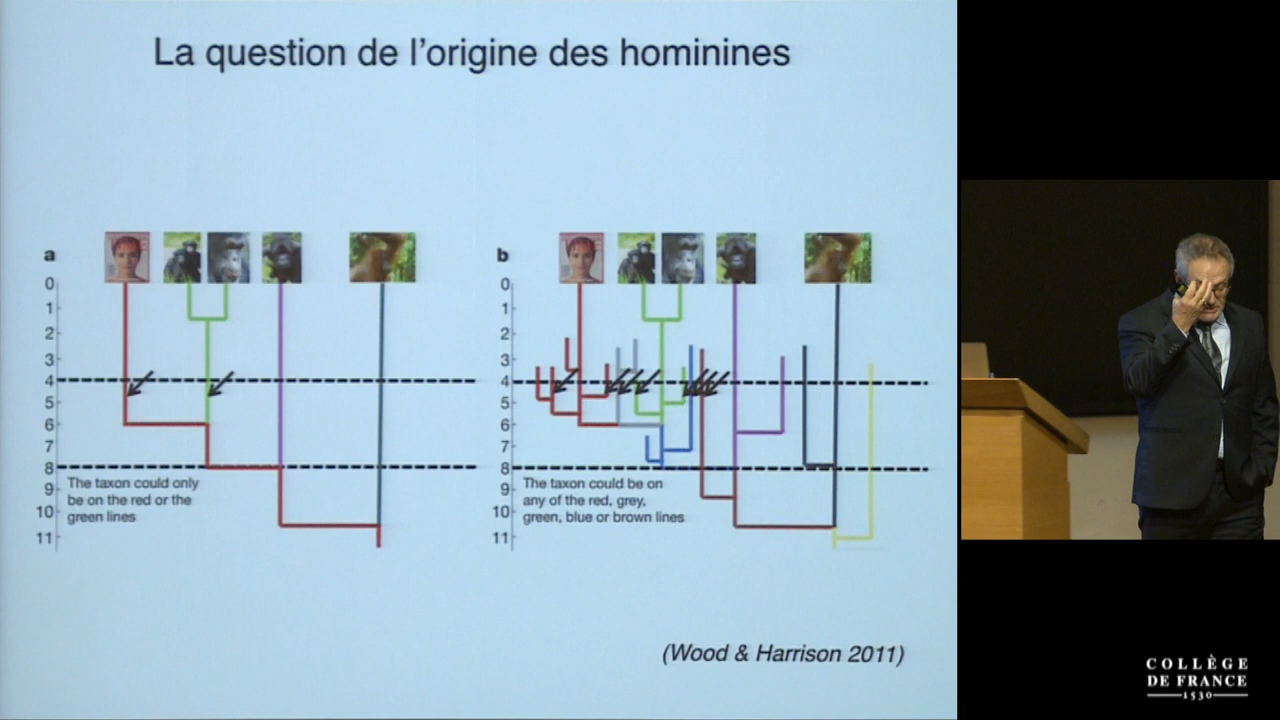 La question de l'origine des hominines
a
0
1
2
3
4
5
6
7
8
9
10
11
The taxon could only
be on the red or the
green lines
b
0
1
2
3
4
5
6
7
8
9
10
11
The taxon could be on
any of the red, grey,
green, blue or brown lines
(Wood & Harrison 2011)
COLLÈGE
DE FRANCE
1530